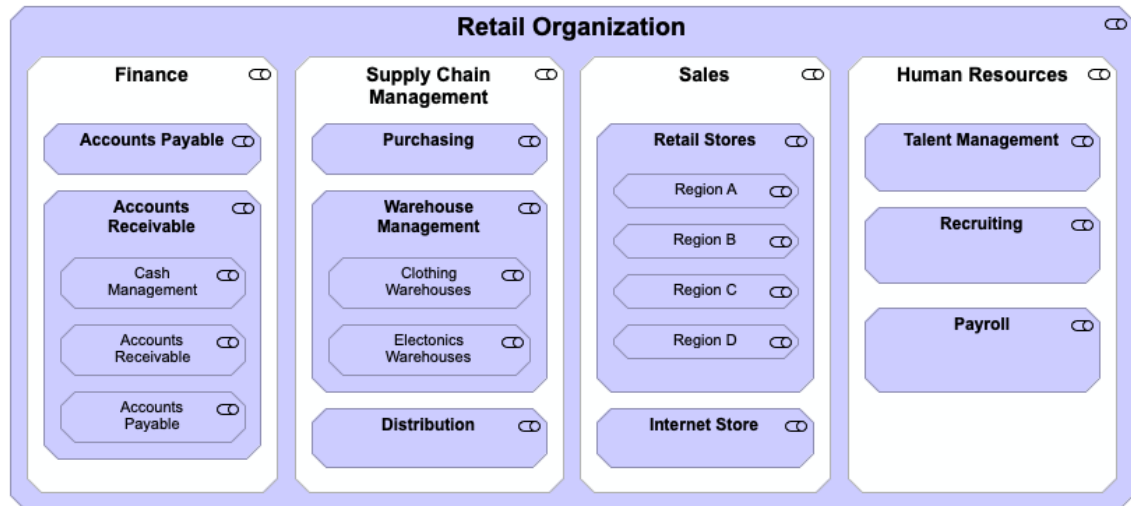 Retail Organization
Finance
Accounts Payable
Accounts
Receivable
Cash
Management
Accounts
Receivable
Accounts
Payable
Supply Chain
Management
Purchasing
Warehouse
Management
Clothing
Warehouses
Electonics
Warehouses
Distribution
Sales
Retail Stores
Region A
Region B
Region C
Region D
Internet Store
Human Resources
Talent Management
Recruiting
Payroll